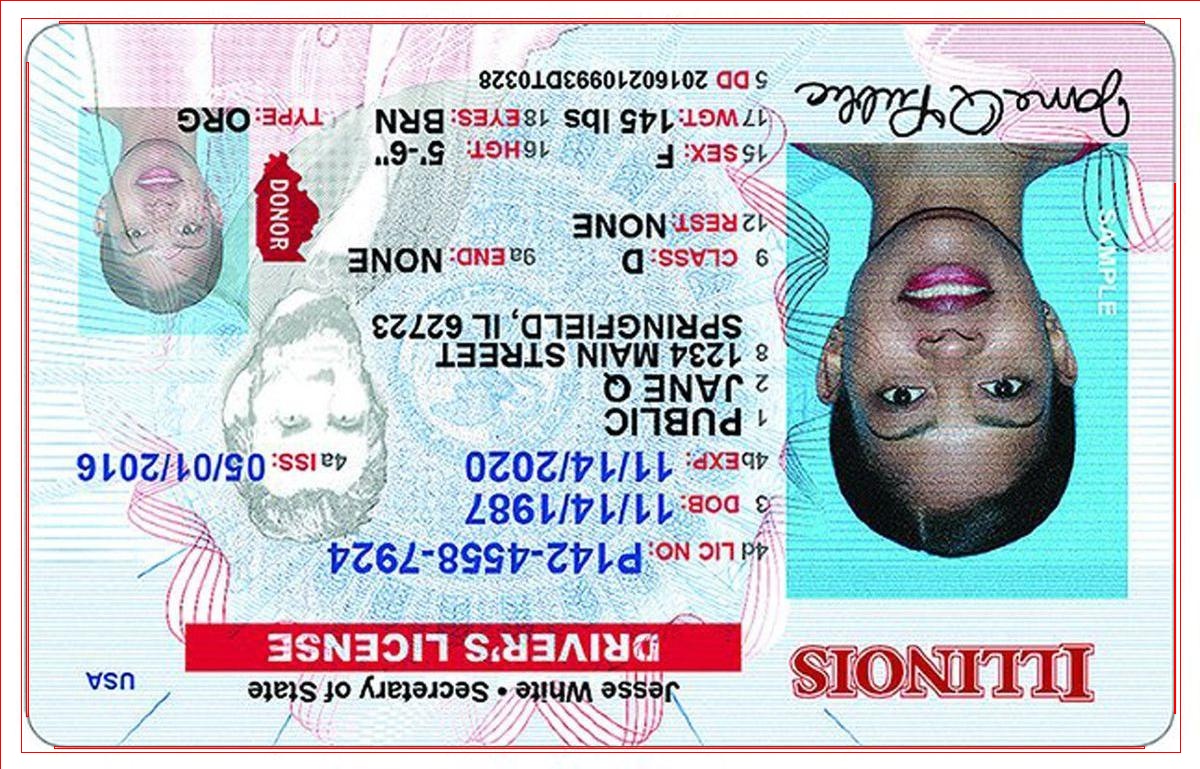 ILLINOIS
Jesse White • Secretary of State
USA
DRIVER'S LICENSE
4d LIC NO: P142-4558-7924
3 DOB: 11/14/1987
4b EXP: 11/14/2020
4a ISS: 05/01/2016
1 PUBLIC
2 JANE Q
8 1234 MAIN STREET
SPRINGFIELD, IL 62723
9 CLASS: D
9a END: NONE
12 REST: NONE
15 SEX: F
16 HGT: 5'-6"
17 WGT: 145 lbs
18 EYES: BRN
TYPE: ORG
5 DD 20160210993DT0328
DONOR
SAMPLE
Jane Q Public